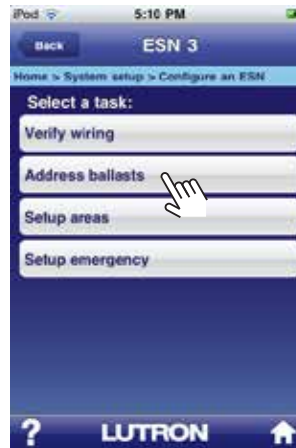 iPod 5:10 PM
Back ESN 3
Home > System setup > Configure an ESN
Select a task:
Verify wiring
Address ballasts
Setup areas
Setup emergency
? LUTRON